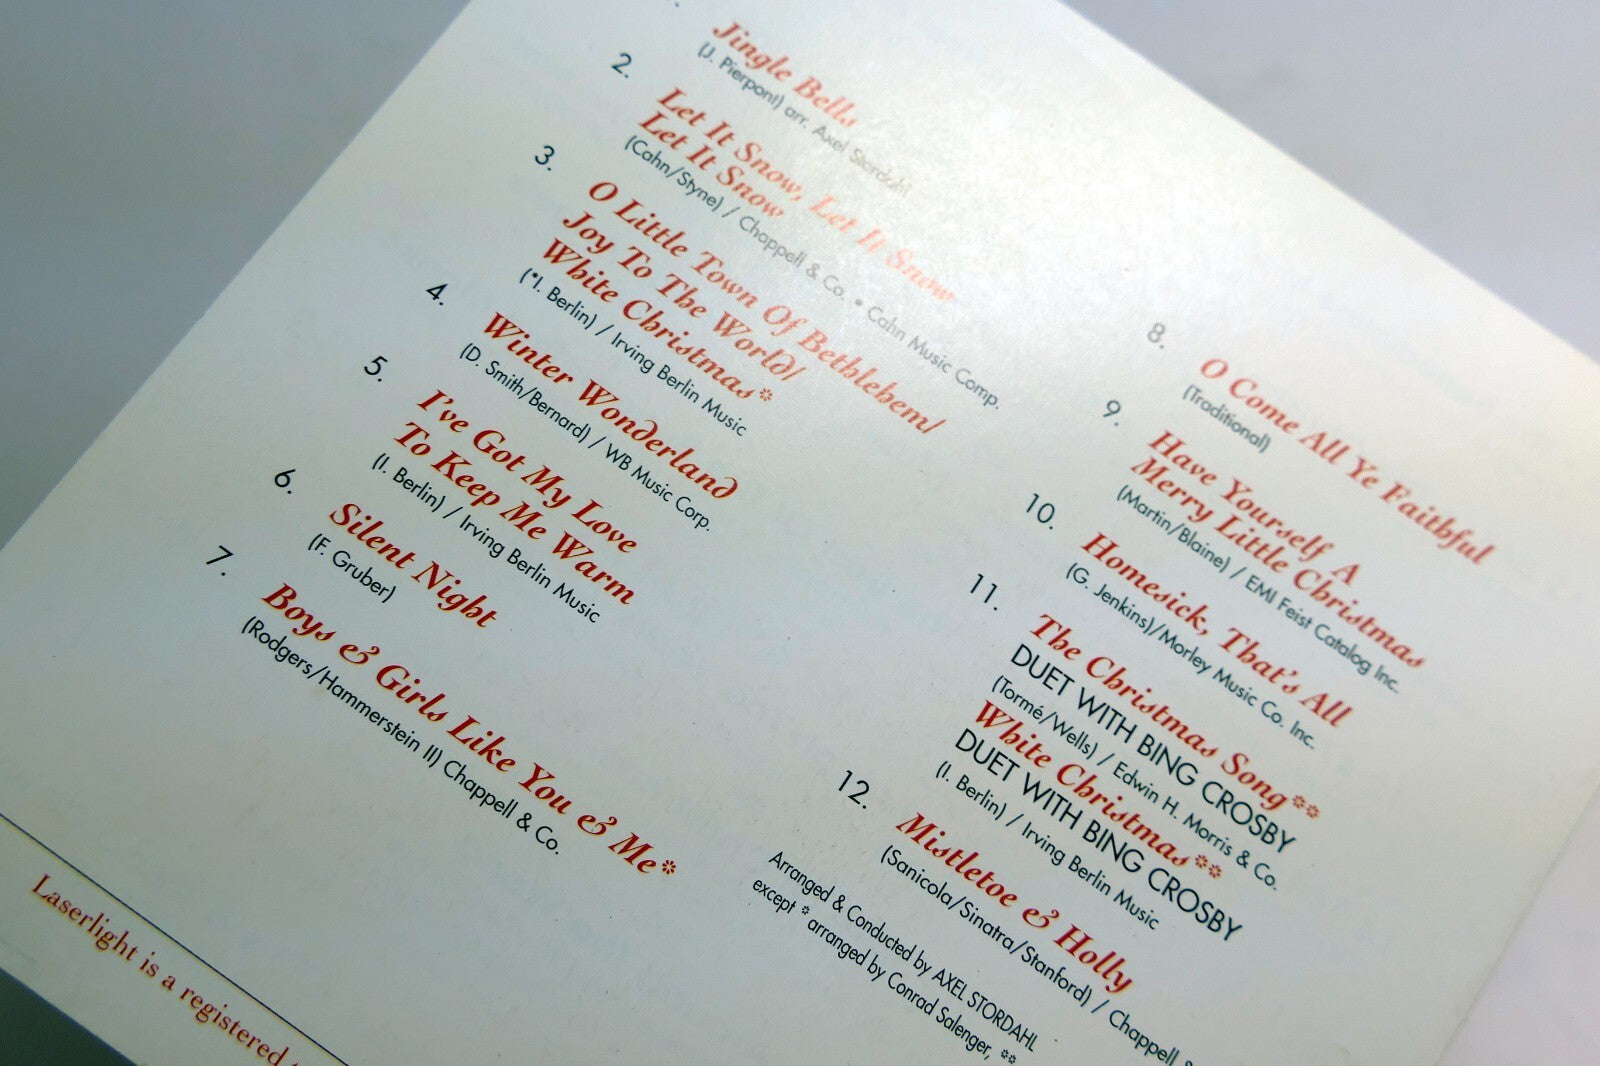 Jingle Bells
(J. Pierpont) arr. Axel Stordahl
2.
Let It Snow, Let It Snow
Let It Snow
(Cahn/Styne) / Chappell & Co. • Cahn Music Comp.
3.
O Little Town Of Bethlehem/
Joy To The World/
White Christmas*
(*I. Berlin) / Irving Berlin Music
4.
Winter Wonderland
(D. Smith/Bernard) / WB Music Corp.
5.
I've Got My Love
To Keep Me Warm
(I. Berlin) / Irving Berlin Music
6.
Silent Night
(F. Gruber)
7.
Boys & Girls Like You & Me*
(Rodgers/Hammerstein II) Chappell & Co.
8.
O Come All Ye Faithful
(Traditional)
9.
Have Yourself A
Merry Little Christmas
(Martin/Blaine) / EMI Feist Catalog Inc.
10.
Homesick, That's All
(G. Jenkins)/Morley Music Co. Inc.
11.
The Christmas Song**
DUET WITH BING CROSBY
(Tormé/Wells) / Edwin H. Morris & Co.
White Christmas**
DUET WITH BING CROSBY
(I. Berlin) / Irving Berlin Music
12.
Mistletoe & Holly
(Sanicola/Sinatra/Stanford) / Chappell &
Arranged & Conducted by AXEL STORDAHL
except *arranged by Conrad Salenger, **
Laserlight is a registered